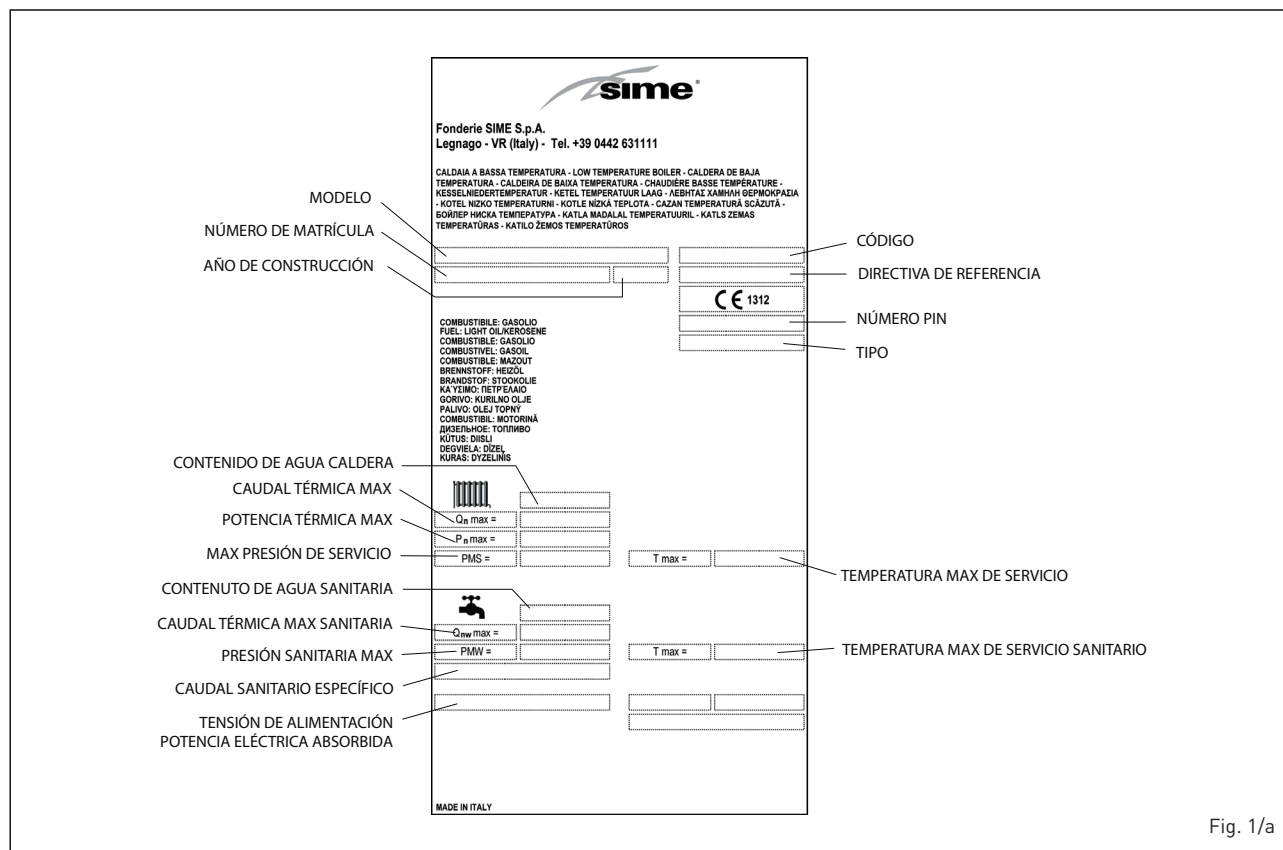 sime®
Fonderie SIME S.p.A.
Legnago - VR (Italy) - Tel. +39 0442 631111
CALDAIA A BASSA TEMPERATURA - LOW TEMPERATURE BOILER - CALDERA DE BAJA
TEMPERATURA - CALDEIRA DE BAIXA TEMPERATURA - CHAUDIÈRE BASSE TEMPÉRATURE -
KESSELNIEDERTEMPERATUR - KETEL TEMPERATUUR LAAG - ΛΕΒΗΤΑΣ ΧΑΜΗΛΗ ΘΕΡΜΟΚΡΑΣΙΑ
- KOTEL NIZKO TEMPERATURNI - KOTLE NÍZKÁ TEPLOTA - CAZAN TEMPERATURĂ SCĂZUTĂ -
БОЙЛЕР НИСКА ТЕМПЕРАТУРА - KATLA MADALAL TEMPERATUURIL - KATLS ZEMAS
TEMPERATŪRAS - KATILO ŽEMOS TEMPERATŪROS
MODELO
NÚMERO DE MATRÍCULA
AÑO DE CONSTRUCCIÓN
CÓDIGO
DIRECTIVA DE REFERENCIA
CE 1312
NÚMERO PIN
TIPO
COMBUSTIBILE: GASOLIO
FUEL: LIGHT OIL/KEROSENE
COMBUSTIBLE: GASOLIO
COMBUSTIVEL: GASOIL
COMBUSTIBLE: MAZOUT
BRENNSTOFF: HEIZÖL
BRANDSTOF: STOOKOLIE
ΚΑΎΣΙΜΟ: ΠΕΤΡΈΛΑΙΟ
GORIVO: KURILNO OLJE
PALIVO: OLEJ TOPNÝ
COMBUSTIBIL: MOTORINĂ
ДИЗЕЛЬНОЕ: ТОПЛИВО
KÜTUS: DIISLI
DEGVIELA: DĪZEĻ
KURAS: DYZELINIS
CONTENIDO DE AGUA CALDERA
CAUDAL TÉRMICA MAX
Qn max =
POTENCIA TÉRMICA MAX
Pn max =
MAX PRESIÓN DE SERVICIO
PMS =
T max =
TEMPERATURA MAX DE SERVICIO
CONTENUTO DE AGUA SANITARIA
CAUDAL TÉRMICA MAX SANITARIA
Qnw max =
PRESIÓN SANITARIA MAX
PMW =
T max =
TEMPERATURA MAX DE SERVICIO SANITARIO
CAUDAL SANITARIO ESPECÍFICO
TENSIÓN DE ALIMENTACIÓN
POTENCIA ELÉCTRICA ABSORBIDA
MADE IN ITALY
Fig. 1/a